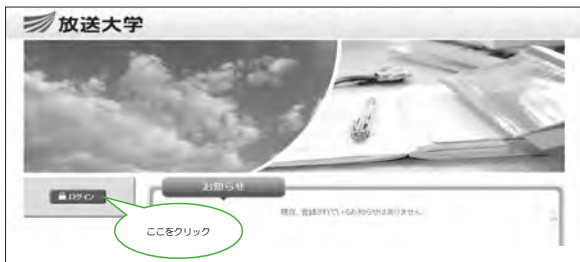 放送大学
お知らせ
ログイン
現在、登録されているお知らせはありません。
ここをクリック